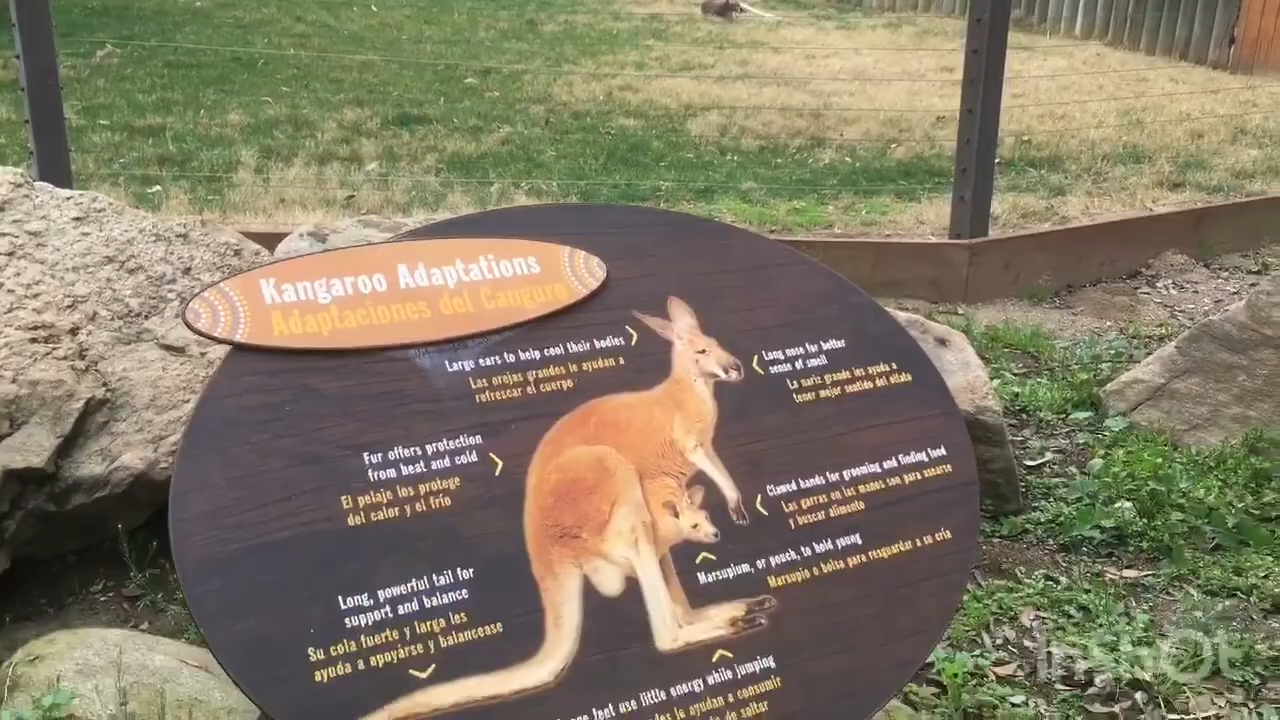 Kangaroo Adaptations
Adaptaciones del Canguro
Large ears to help cool their bodies
Las orejas grandes le ayudan a
refrescar el cuerpo
Long nose for better
sense of smell
La nariz grande les ayuda a
tener mejor sentido del olfato
Fur offers protection
from heat and cold
El pelaje los protege
del calor y el frío
Clawed hands for grooming and finding food
Las garras en las manos son para asearse
y buscar alimento
Marsupium, or pouch, to hold young
Marsupio o bolsa para resguardar a su cría
Long, powerful tail for
support and balance
Su cola fuerte y larga les
ayuda a apoyárse y balancease
feet use little energy while jumping
le ayudan a consumir
de saltar
InShOt